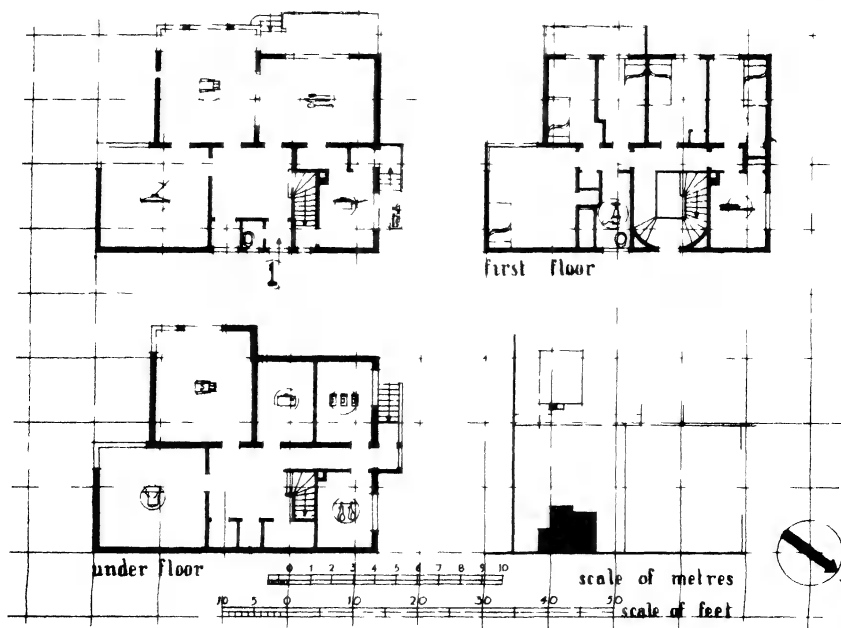 first floor
under floor
0 1 2 3 4 5 6 7 8 9 10
scale of metres
10 5 0 10 20 30 40 50
scale of feet